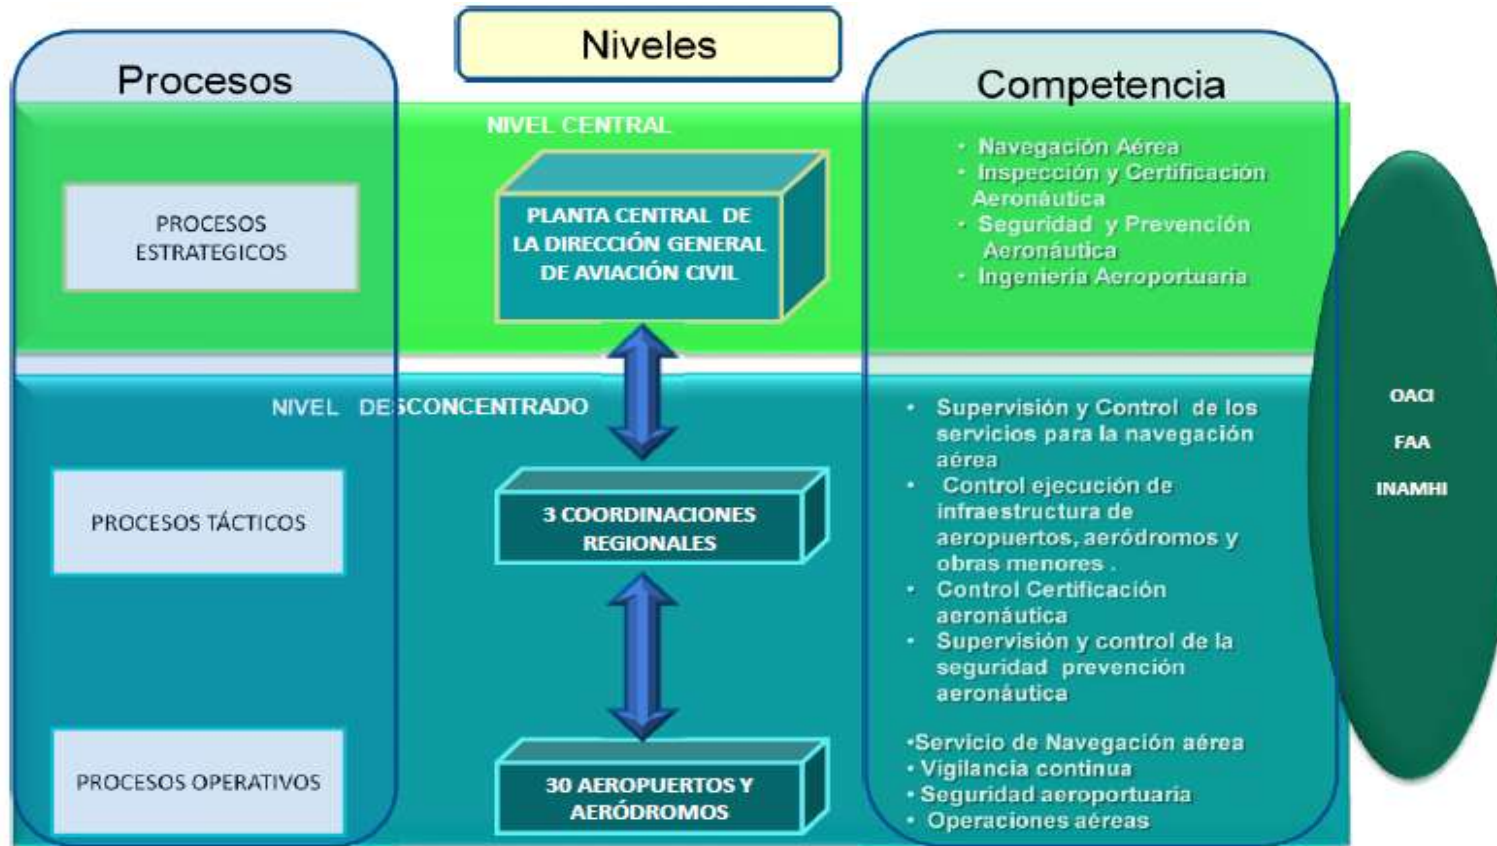 Procesos
Niveles
Competencia
NIVEL CENTRAL
PROCESOS
ESTRATEGICOS
PLANTA CENTRAL DE
LA DIRECCIÓN GENERAL
DE AVIACIÓN CIVIL
• Navegación Aérea
• Inspección y Certificación
Aeronáutica
• Seguridad y Prevención
Aeronáutica
• Ingeniería Aeroportuaria
NIVEL DESCONCENTRADO
PROCESOS TÁCTICOS
3 COORDINACIONES
REGIONALES
• Supervisión y Control de los
servicios para la navegación
aérea
• Control ejecución de
infraestructura de
aeropuertos, aeródromos y
obras menores .
• Control Certificación
aeronáutica
• Supervisión y control de la
seguridad prevención
aeronáutica
PROCESOS OPERATIVOS
30 AEROPUERTOS Y
AERÓDROMOS
•Servicio de Navegación aérea
• Vigilancia continua
• Seguridad aeroportuaria
• Operaciones aéreas
OACI
FAA
INAMHI